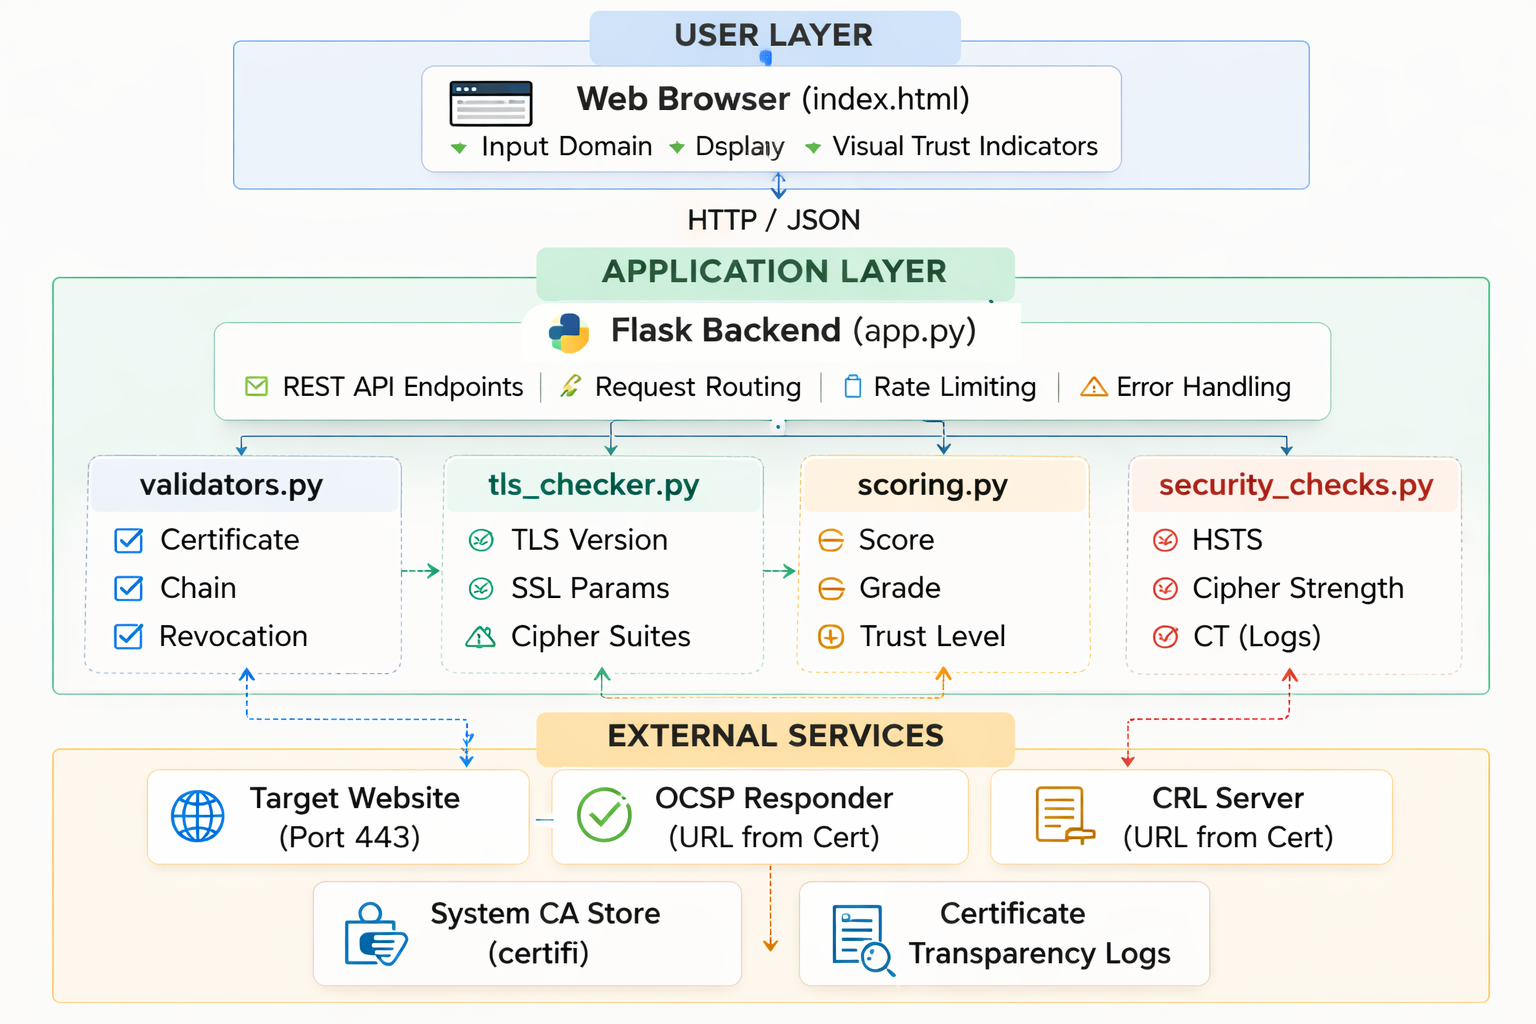 USER LAYER
Web Browser (index.html)
Input Domain Dsplay Visual Trust Indicators
HTTP / JSON
APPLICATION LAYER
Flask Backend (app.py)
REST API Endpoints Request Routing Rate Limiting Error Handling
validators.py
Certificate
Chain
Revocation
tls_checker.py
TLS Version
SSL Params
Cipher Suites
scoring.py
Score
Grade
Trust Level
security_checks.py
HSTS
Cipher Strength
CT (Logs)
EXTERNAL SERVICES
Target Website
(Port 443)
OCSP Responder
(URL from Cert)
CRL Server
(URL from Cert)
System CA Store
(certifi)
Certificate
Transparency Logs